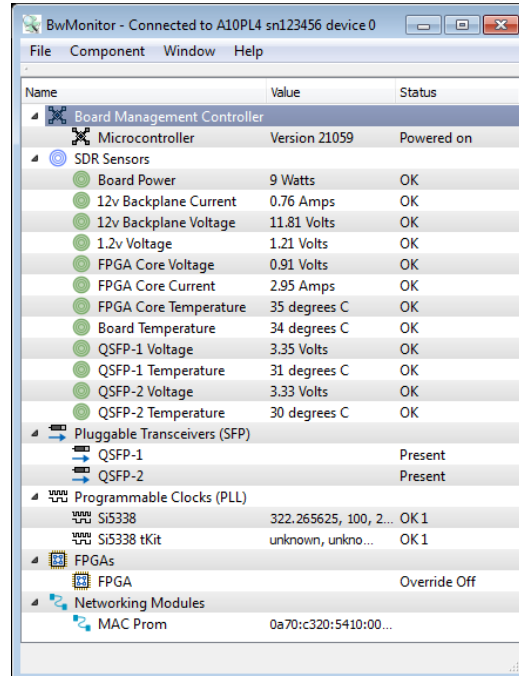 BwMonitor - Connected to A10PL4 sn123456 device 0
File Component Window Help
Name Value Status
Board Management Controller
Microcontroller Version 21059 Powered on
SDR Sensors
Board Power 9 Watts OK
12v Backplane Current 0.76 Amps OK
12v Backplane Voltage 11.81 Volts OK
1.2v Voltage 1.21 Volts OK
FPGA Core Voltage 0.91 Volts OK
FPGA Core Current 2.95 Amps OK
FPGA Core Temperature 35 degrees C OK
Board Temperature 34 degrees C OK
QSFP-1 Voltage 3.35 Volts OK
QSFP-1 Temperature 31 degrees C OK
QSFP-2 Voltage 3.33 Volts OK
QSFP-2 Temperature 30 degrees C OK
Pluggable Transceivers (SFP)
QSFP-1 Present
QSFP-2 Present
Programmable Clocks (PLL)
Si5338 322.265625, 100, 2... OK1
Si5338 tKit unknown, unkno... OK1
FPGAs
FPGA Override Off
Networking Modules
MAC Prom 0a70:c320:5410:00...